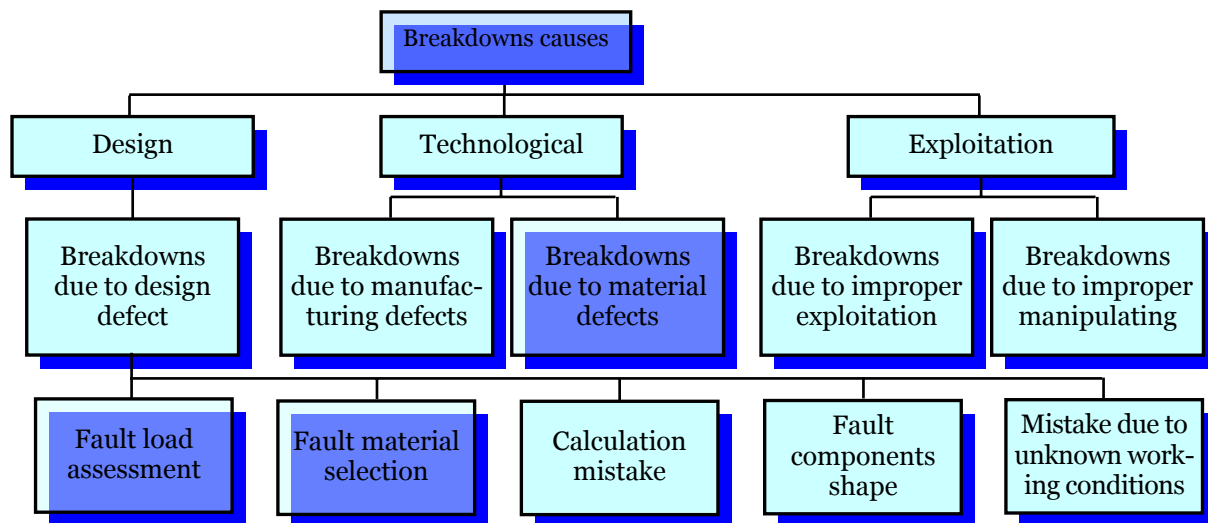 Breakdowns causes
Design
Technological
Exploitation
Breakdowns
due to design
defect
Breakdowns
due to manufac-
turing defects
Breakdowns
due to material
defects
Breakdowns
due to improper
exploitation
Breakdowns
due to improper
manipulating
Fault load
assessment
Fault material
selection
Calculation
mistake
Fault
components
shape
Mistake due to
unknown work-
ing conditions